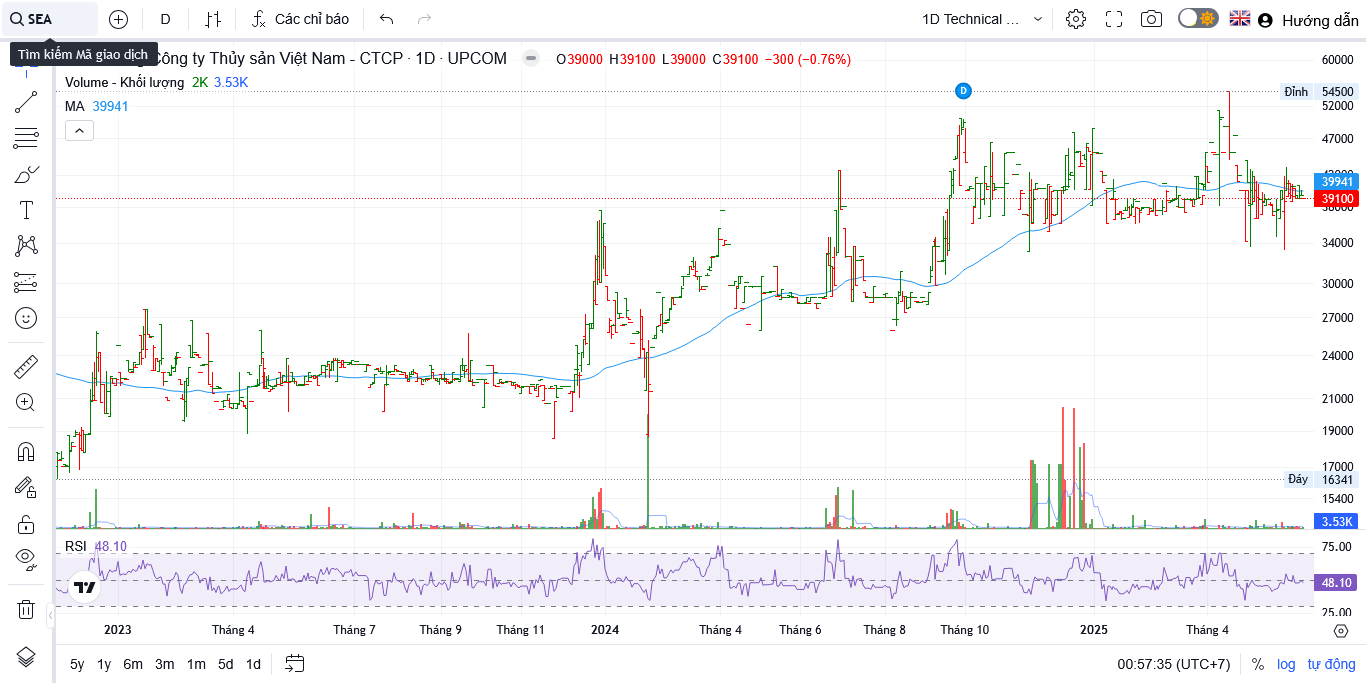 SEA
D
Các chỉ báo
1D Technical ...
Hướng dẫn
Tìm kiếm Mã giao dịch
Công ty Thủy sản Việt Nam - CTCP · 1D · UPCOM
O39000 H39100 L39000 C39100 −300 (−0.76%)
Volume - Khối lượng 2K 3.53K
MA 39941
D
60000
Đỉnh 54500
52000
47000
39941
39100
34000
30000
27000
24000
21000
19000
17000
Đáy 16341
15400
3.53K
RSI 48.10
75.00
48.10
25.00
2023
Tháng 4
Tháng 7
Tháng 9
Tháng 11
2024
Tháng 4
Tháng 6
Tháng 8
Tháng 10
2025
Tháng 4
5y 1y 6m 3m 1m 5d 1d
00:57:35 (UTC+7)
% log tự động